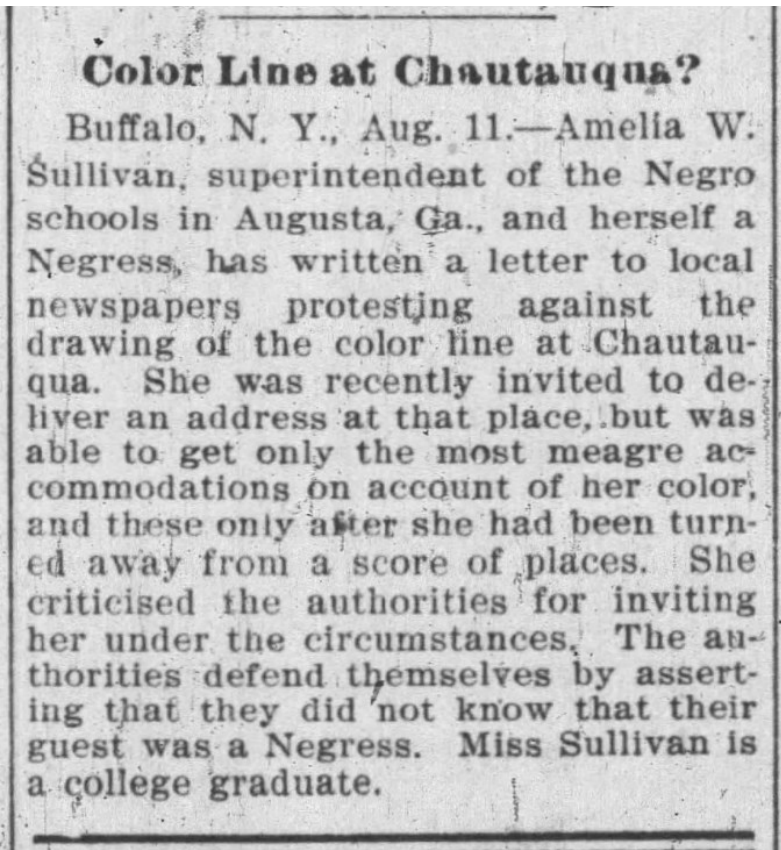 Color Line at Chautauqua?
Buffalo, N. Y., Aug. 11.—Amelia W.
Sullivan, superintendent of the Negro
schools in Augusta, Ga., and herself a
Negress, has written a letter to local
newspapers protesting against the
drawing of the color line at Chautau-
qua. She was recently invited to de-
liver an address at that place, but was
able to get only the most meagre ac-
commodations on account of her color,
and these only after she had been turn-
ed away from a score of places. She
criticised the authorities for inviting
her under the circumstances. The au-
thorities defend themselves by assert-
ing that they did not know that their
guest was a Negress. Miss Sullivan is
a college graduate.